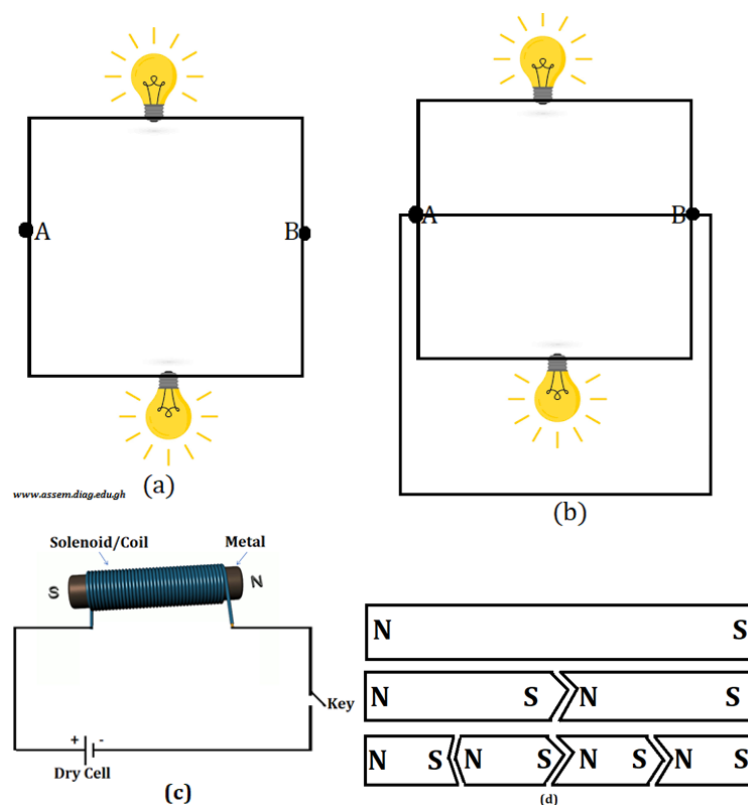 A B
A B
www.assem.diag.edu.gh
(a)
(b)
Solenoid/Coil Metal
S N
Key
+ -
Dry Cell
(c)
N S
N S N S
N S N S N S N S
(d)